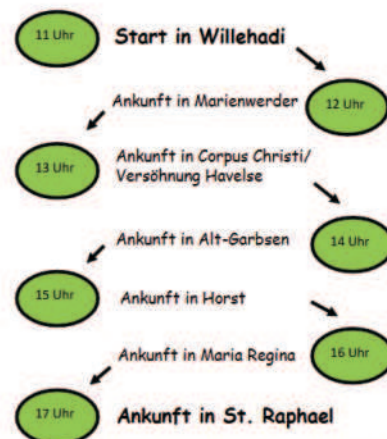 11 Uhr
Start in Willehadi
Ankunft in Marienwerder
12 Uhr
13 Uhr
Ankunft in Corpus Christi/
Versöhnung Havelse
Ankunft in Alt-Garbsen
14 Uhr
15 Uhr
Ankunft in Horst
Ankunft in Maria Regina
16 Uhr
17 Uhr
Ankunft in St. Raphael